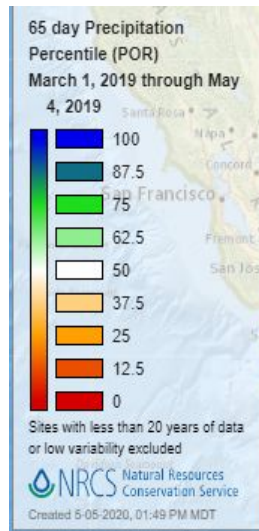 65 day Precipitation
Percentile (POR)
March 1, 2019 through May
4, 2019
Santa Rosa
Napa
Concord
San Francisco
Fremont
San Jos
100
87.5
75
62.5
50
37.5
25
12.5
0
Sites with less than 20 years of data
or low variability excluded
NRCS Natural Resources
Conservation Service
Created 5-05-2020, 01:49 PM MDT